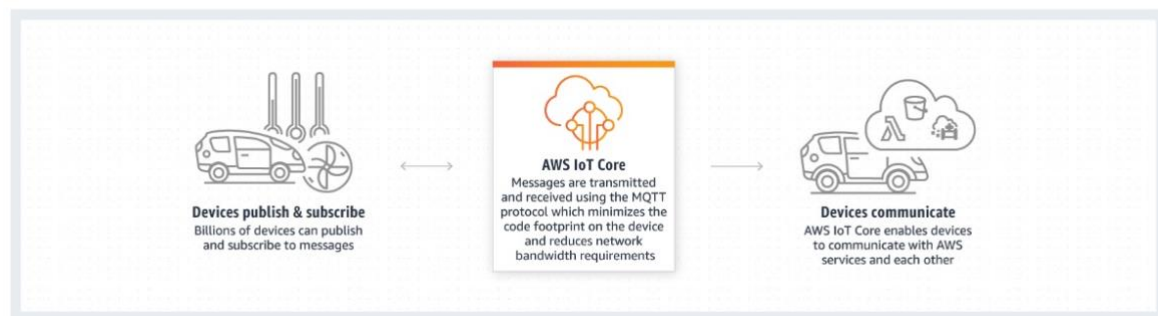 Devices publish & subscribe
Billions of devices can publish
and subscribe to messages
AWS IoT Core
Messages are transmitted
and received using the MQTT
protocol which minimizes the
code footprint on the device
and reduces network
bandwidth requirements
Devices communicate
AWS IoT Core enables devices
to communicate with AWS
services and each other